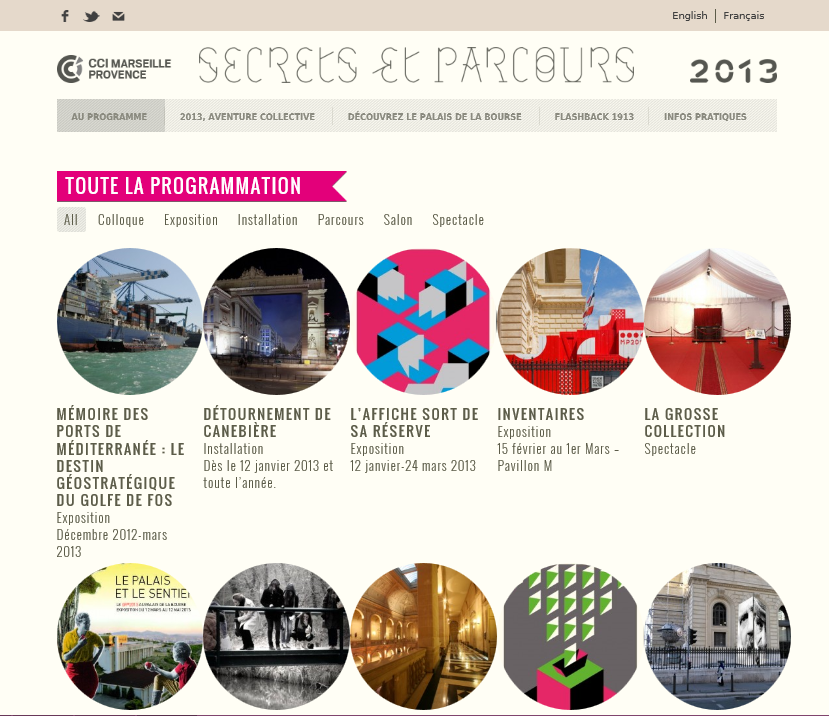 English | Français
CCI MARSEILLE
PROVENCE
SECRETS ET PARCOURS
2013
AU PROGRAMME
2013, AVENTURE COLLECTIVE
DÉCOUVREZ LE PALAIS DE LA BOURSE
FLASHBACK 1913
INFOS PRATIQUES
TOUTE LA PROGRAMMATION
All Colloque Exposition Installation Parcours Salon Spectacle
MÉMOIRE DES
PORTS DE
MÉDITERRANÉE : LE
DESTIN
GÉOSTRATÉGIQUE
DU GOLFE DE FOS
Exposition
Décembre 2012-mars
2013
DÉTOURNEMENT DE
CANEBIÈRE
Installation
Dès le 12 janvier 2013 et
toute l'année.
L'AFFICHE SORT DE
SA RÉSERVE
Exposition
12 janvier-24 mars 2013
INVENTAIRES
Exposition
15 février au 1er Mars –
Pavillon M
LA GROSSE
COLLECTION
Spectacle
LE PALAIS
ET LE SENTIE